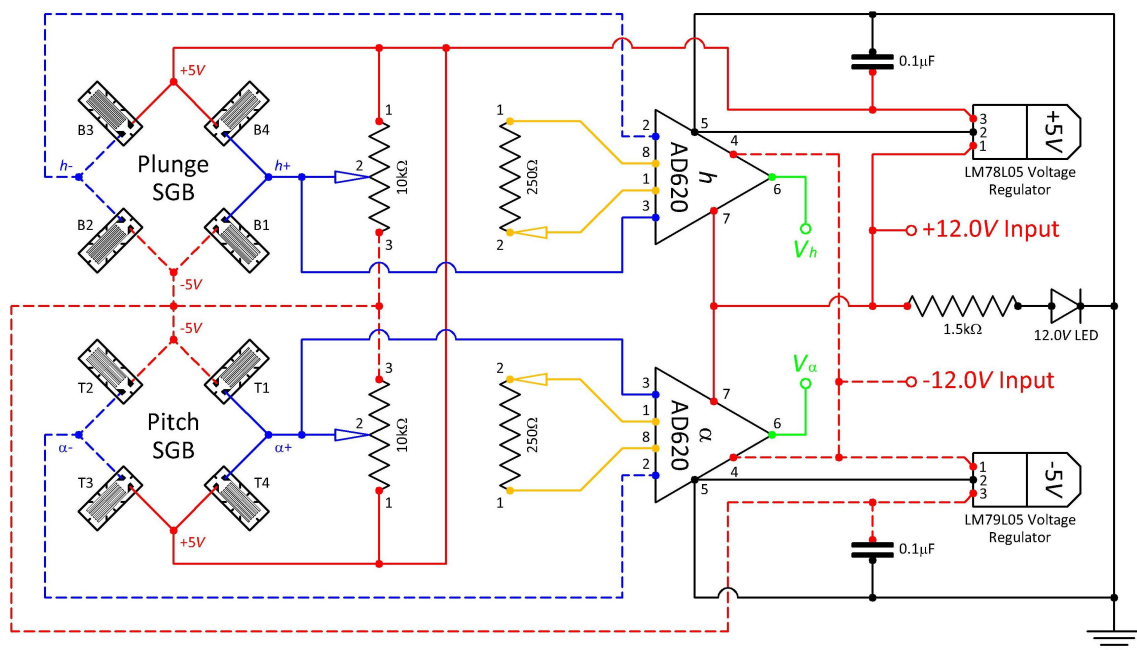 +5V
B3
B4
Plunge
SGB
h-
h+
B2
B1
-5V
1
2
10kΩ
3
1
250Ω
2
2
8
1
3
AD620
h
5
4
6
7
Vh
0.1µF
3
2
1
+5V
LM78L05 Voltage
Regulator
+12.0V Input
1.5kΩ
12.0V LED
-12.0V Input
-5V
T2
T1
Pitch
SGB
α-
α+
T3
T4
+5V
3
2
10kΩ
1
2
250Ω
1
3
1
8
2
AD620
α
7
6
4
5
Vα
1
2
3
-5V
LM79L05 Voltage
Regulator
0.1µF